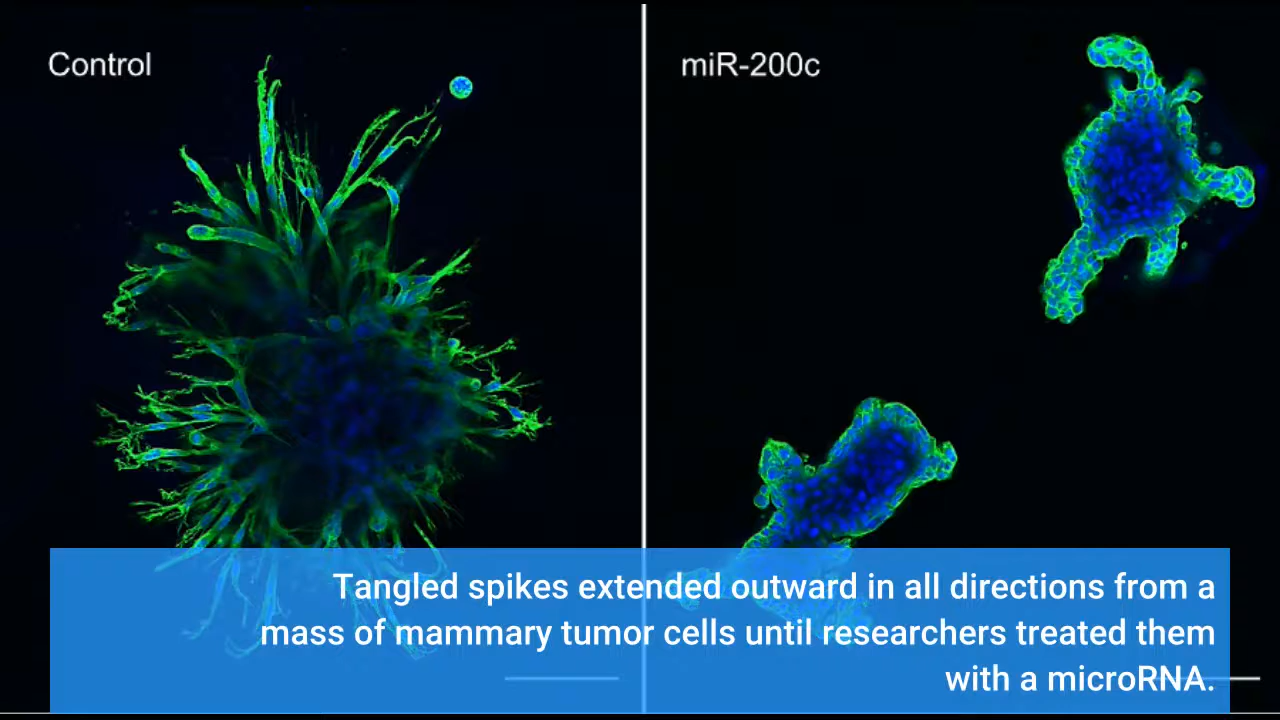 Control
miR-200c
Tangled spikes extended outward in all directions from a
mass of mammary tumor cells until researchers treated them
with a microRNA.